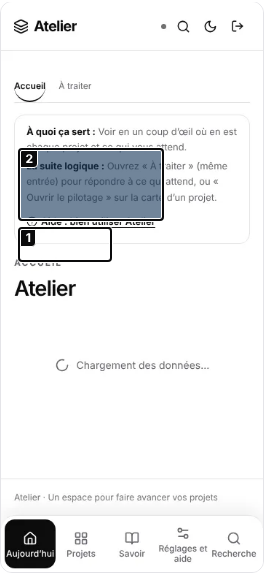 Atelier
Accueil À traiter
À quoi ça sert : Voir en un coup d'œil où en est
chaque projet et ce qui vous attend.
2
suite logique : Ouvrez « À traiter » (même
entrée) pour répondre à ce qu attend, ou «
Ouvrir le pilotage » sur la carte d'un projet.
Aide : bien utiliser Atelier
1
ACCUEIL
Atelier
Chargement des données...
Atelier · Un espace pour faire avancer vos projets
Aujourd'hui Projets Savoir Réglages et aide Recherche